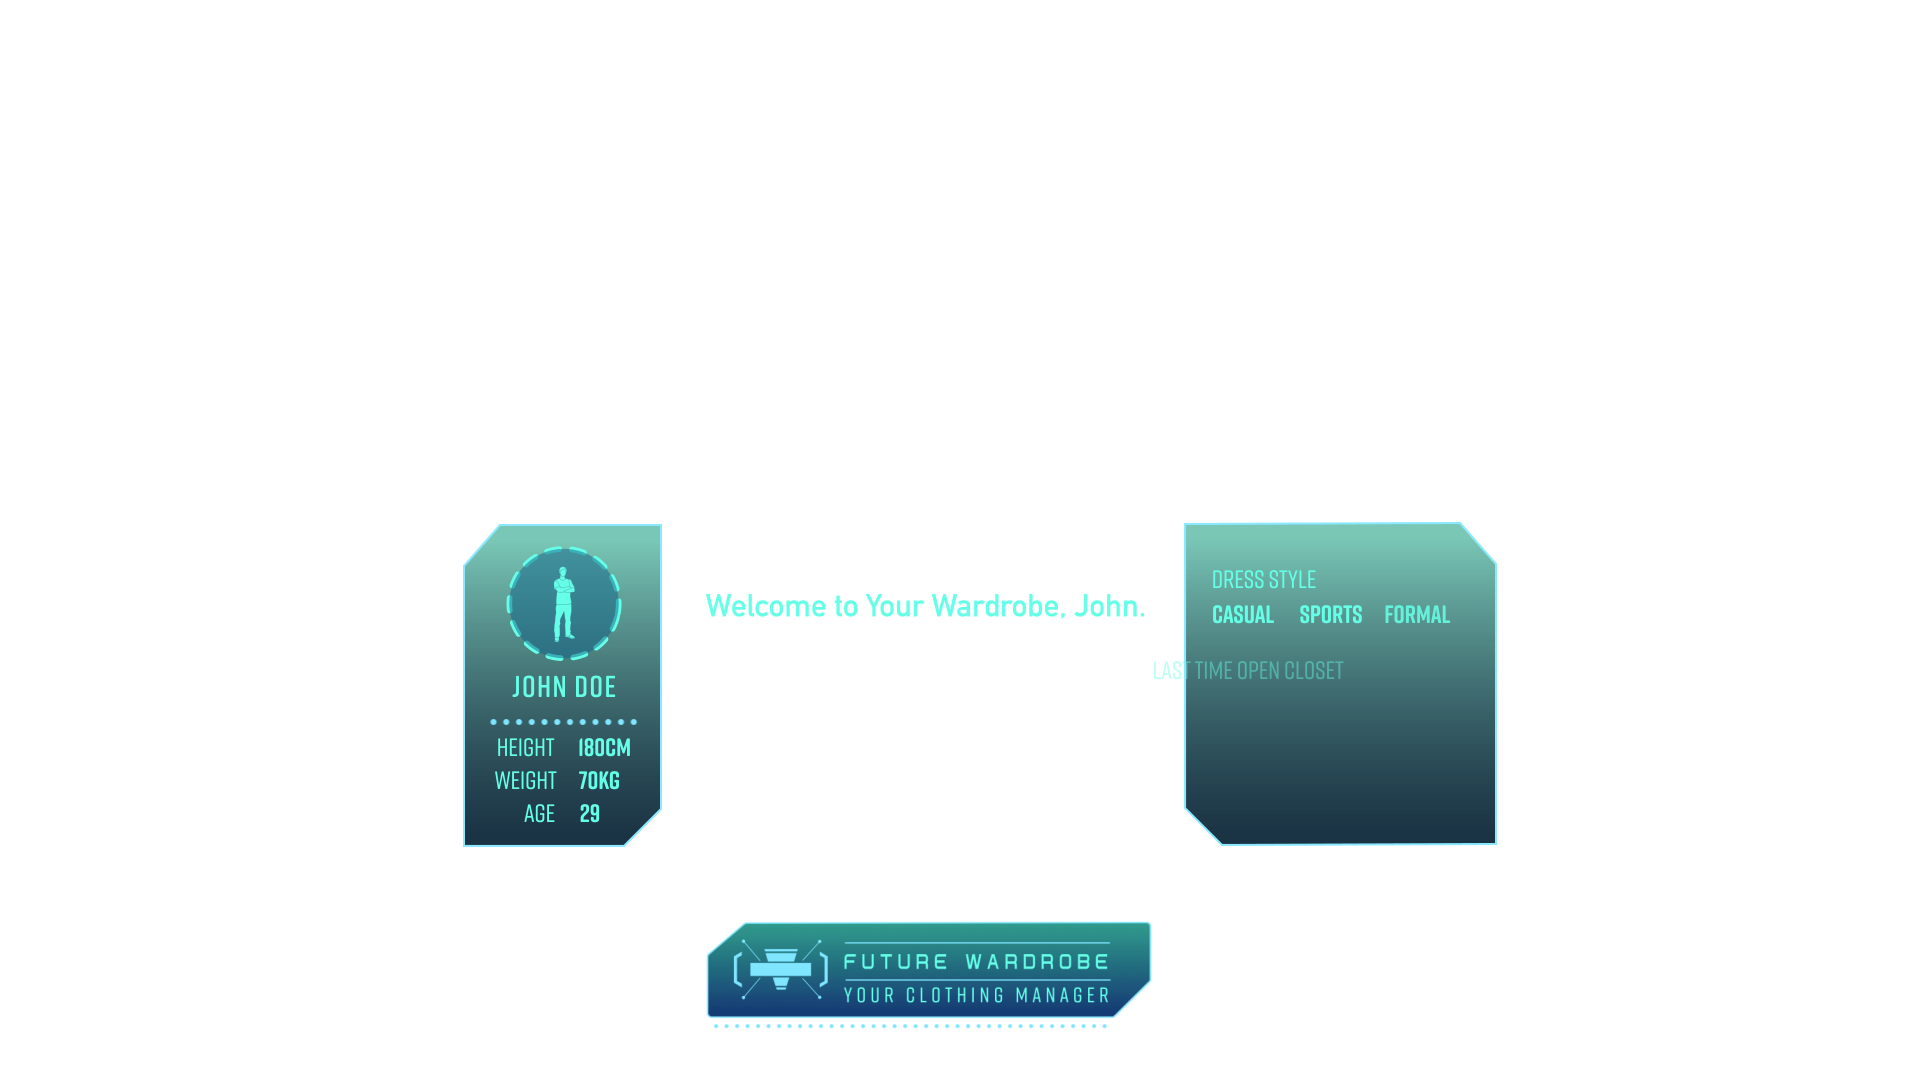 JOHN DOE
HEIGHT 180CM
WEIGHT 70KG
AGE 29
Welcome to Your Wardrobe, John.
DRESS STYLE
CASUAL SPORTS FORMAL
LAST TIME OPEN CLOSET
FUTURE WARDROBE
YOUR CLOTHING MANAGER